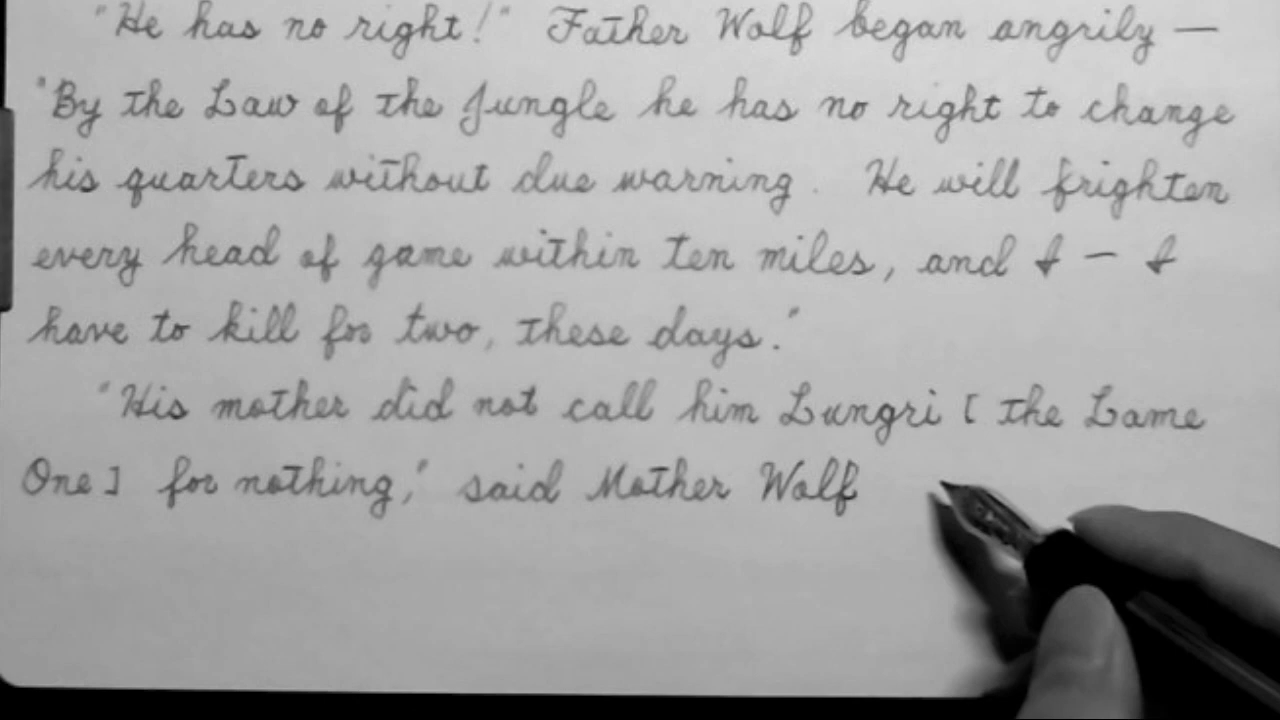 "He has no right!" Father Wolf began angrily —
"By the Law of the Jungle he has no right to change
his quarters without due warning. He will frighten
every head of game within ten miles, and I — I
have to kill for two, these days."
"His mother did not call him Lungri [the Lame
One] for nothing," said Mother Wolf